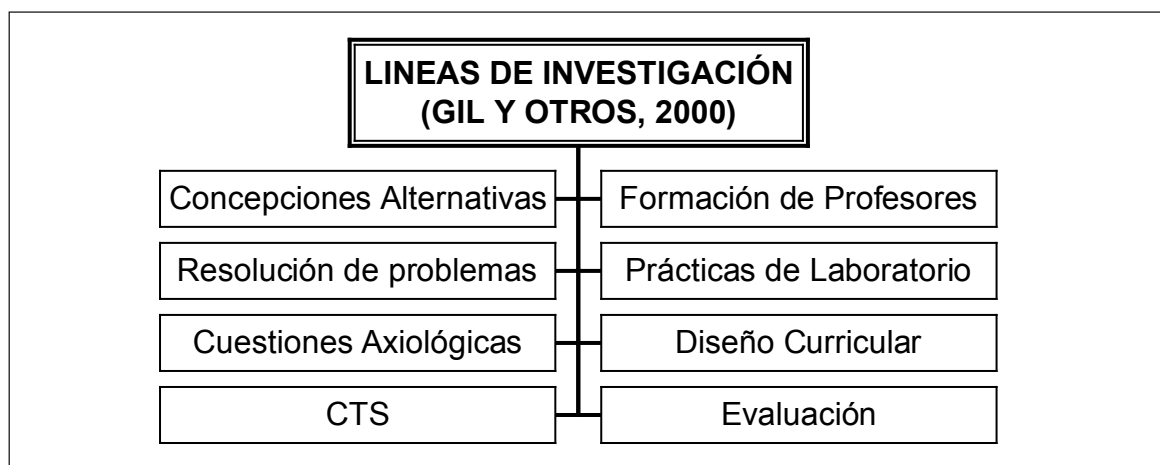 LINEAS DE INVESTIGACIÓN
(GIL Y OTROS, 2000)
Concepciones Alternativas
Formación de Profesores
Resolución de problemas
Prácticas de Laboratorio
Cuestiones Axiológicas
Diseño Curricular
CTS
Evaluación